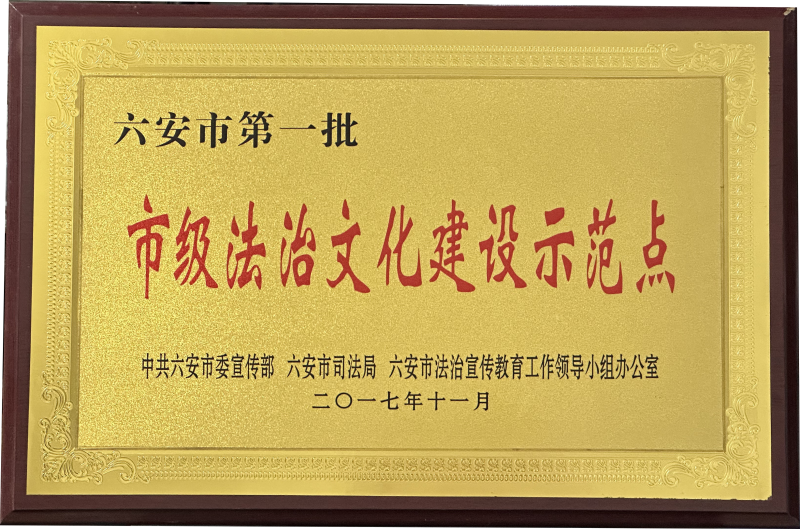 六安市第一批
市级法治文化建设示范点
中共六安市委宣传部 六安市司法局 六安市法治宣传教育工作领导小组办公室
二〇一七年十一月